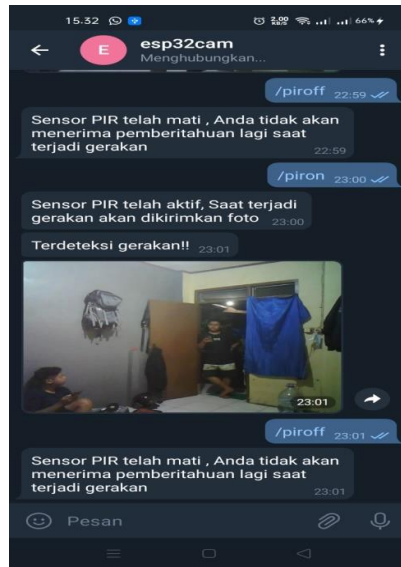 15.32
2,00 KB/S
66%
E
esp32cam
Menghubungkan...
/piroff 22:59
Sensor PIR telah mati , Anda tidak akan
menerima pemberitahuan lagi saat
terjadi gerakan
22:59
/piron 23:00
Sensor PIR telah aktif, Saat terjadi
gerakan akan dikirimkan foto 23:00
Terdeteksi gerakan!! 23:01
23:01
/piroff 23:01
Sensor PIR telah mati , Anda tidak akan
menerima pemberitahuan lagi saat
terjadi gerakan
23:01
Pesan